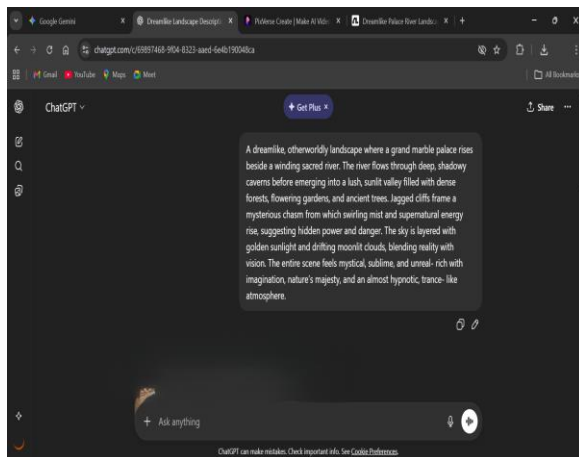 Google Gemini
Dreamlike Landscape Descripti
PixVerse Create | Make AI Vide
Dreamlike Palace River Landsc
chatgpt.com/c/69897468-9f04-8323-aaed-6e4b190048ca
Gmail YouTube Maps Meet
All Bookmarks
ChatGPT
Get Plus ×
Share
A dreamlike, otherworldly landscape where a grand marble palace rises
beside a winding sacred river. The river flows through deep, shadowy
caverns before emerging into a lush, sunlit valley filled with dense
forests, flowering gardens, and ancient trees. Jagged cliffs frame a
mysterious chasm from which swirling mist and supernatural energy
rise, suggesting hidden power and danger. The sky is layered with
golden sunlight and drifting moonlit clouds, blending reality with
vision. The entire scene feels mystical, sublime, and unreal- rich with
imagination, nature's majesty, and an almost hypnotic, trance- like
atmosphere.
Ask anything
ChatGPT can make mistakes. Check important info. See Cookie Preferences.